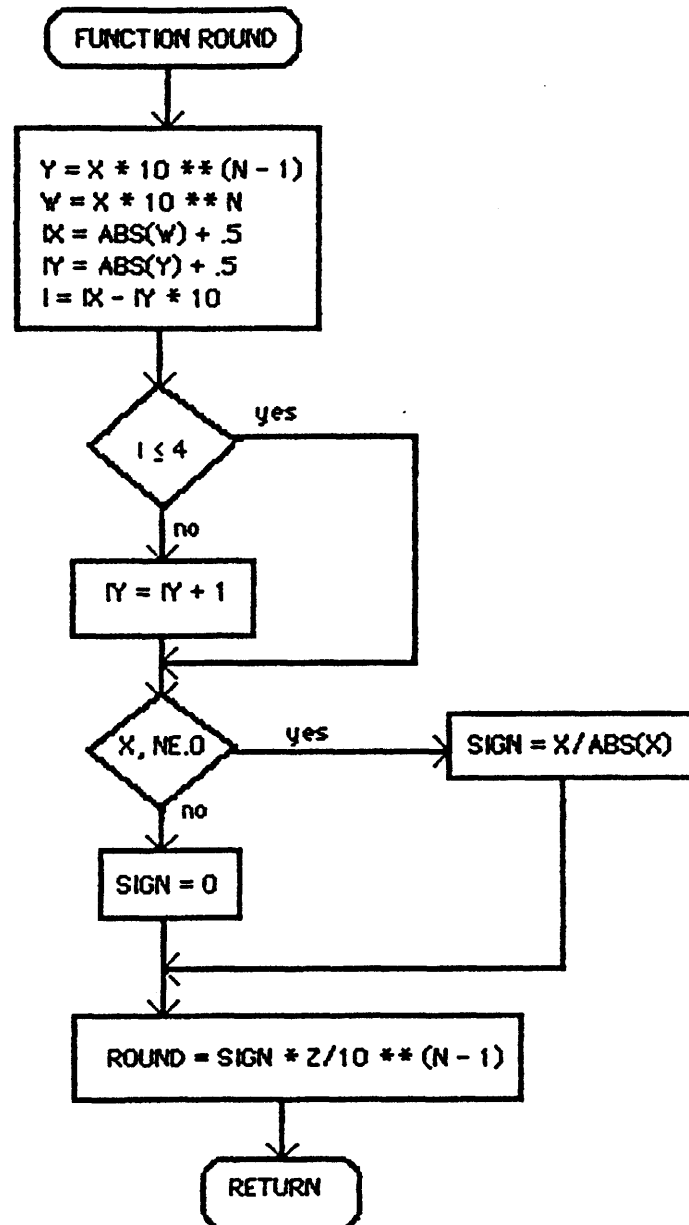 FUNCTION ROUND
Y = X * 10 ** (N - 1)
W = X * 10 ** N
IX = ABS(W) + .5
IY = ABS(Y) + .5
I = IX - IY * 10
yes
I ≤ 4
no
IY = IY + 1
X, NE.0
yes
SIGN = X/ABS(X)
no
SIGN = 0
ROUND = SIGN * Z/10 ** (N - 1)
RETURN